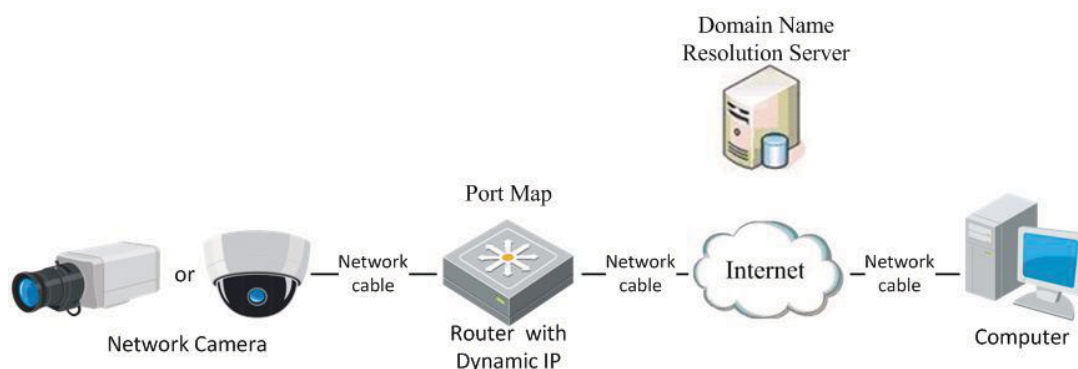 Domain Name
Resolution Server
Port Map
or
Network
cable
Network
cable
Internet
Network
cable
Network Camera
Router with
Dynamic IP
Computer